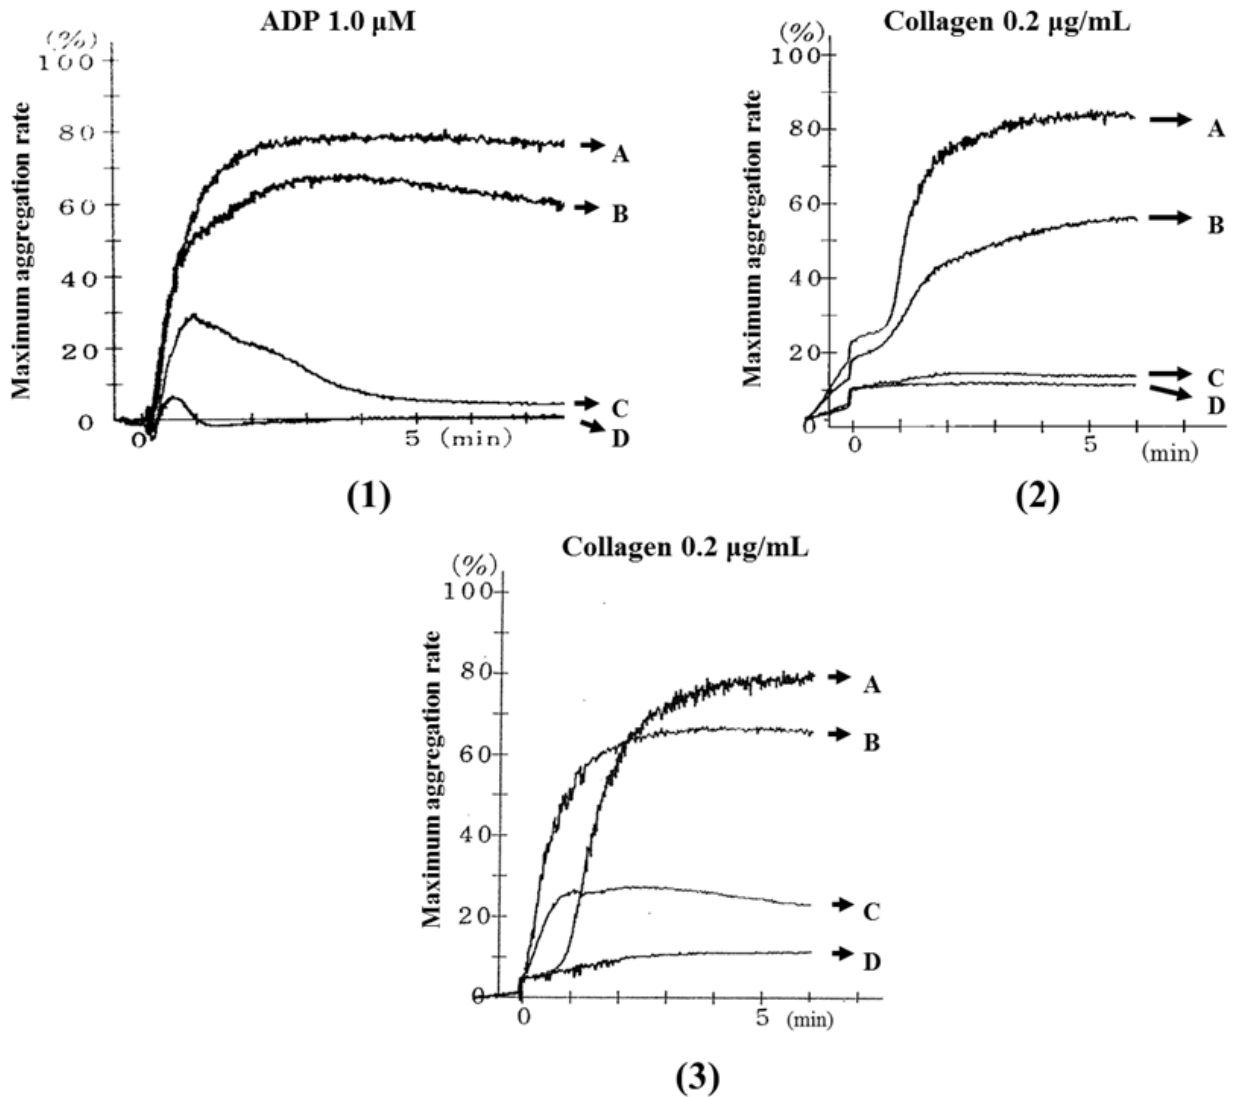 ADP 1.0 μM
(%)
100
80
60
40
20
0
Maximum aggregation rate
A
B
C
D
0
5
(min)
(1)
Collagen 0.2 μg/mL
(%)
100
80
60
40
20
0
Maximum aggregation rate
A
B
C
D
0
5
(min)
(2)
Collagen 0.2 μg/mL
(%)
100
80
60
40
20
0
Maximum aggregation rate
A
B
C
D
0
5
(min)
(3)